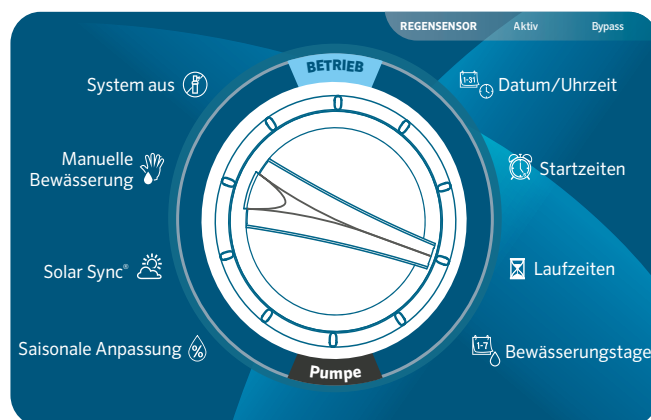 REGENSENSOR Aktiv Bypass
BETRIEB
System aus
1-31
Datum/Uhrzeit
Manuelle
Bewässerung
Startzeiten
Solar Sync®
Laufzeiten
Saisonale Anpassung
%
1-7
Bewässerungstage
Pumpe